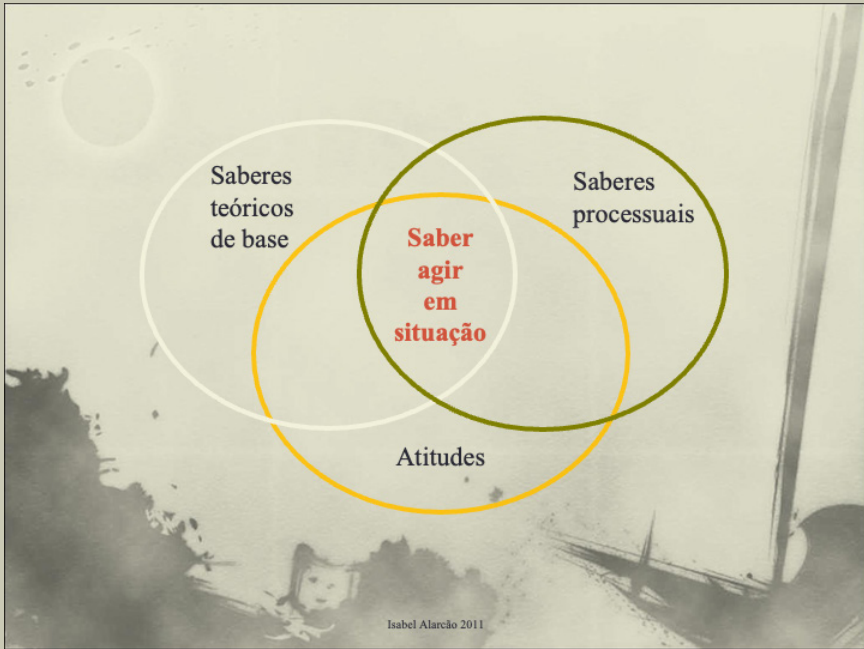 Saberes
teóricos
de base
Saberes
processuais
Saber
agir
em
situação
Atitudes
Isabel Alarcão 2011